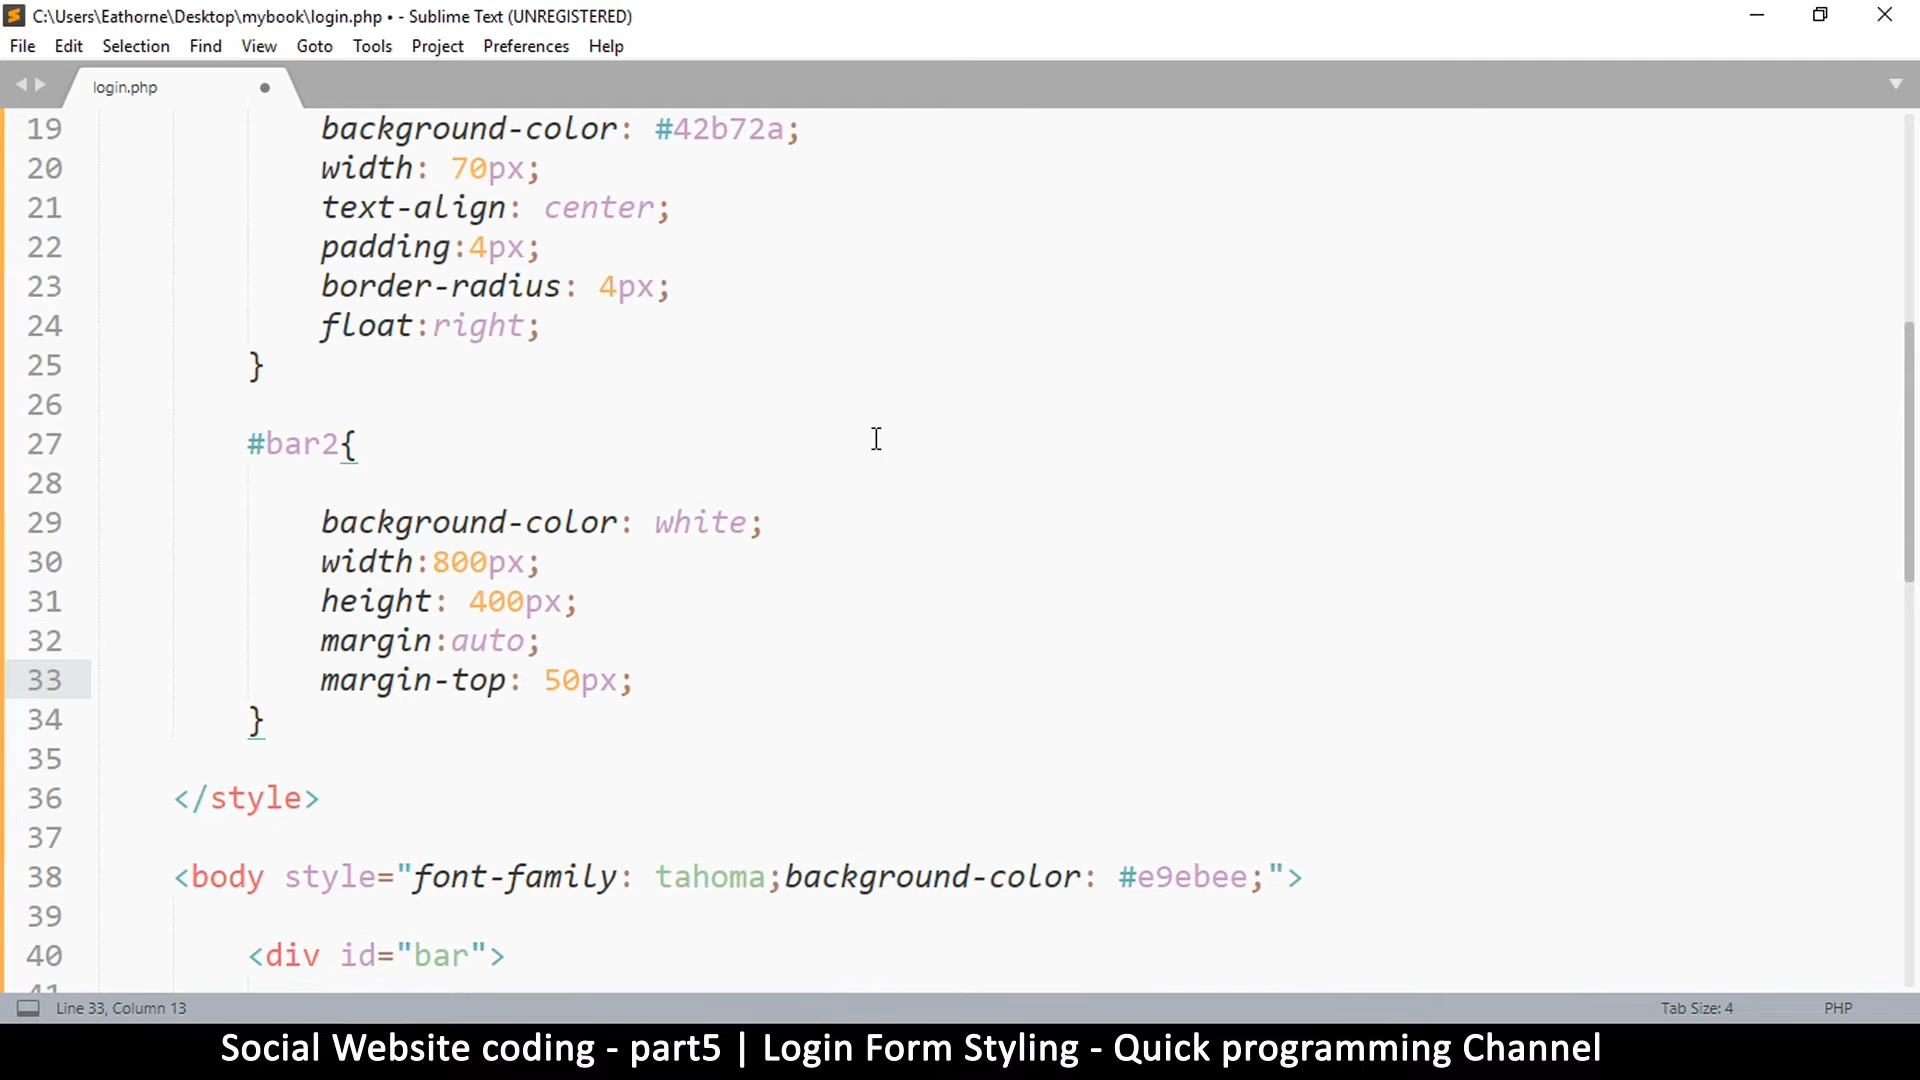 C:\Users\Eathorne\Desktop\mybook\login.php • - Sublime Text (UNREGISTERED)
File Edit Selection Find View Goto Tools Project Preferences Help
login.php
19 background-color: #42b72a;
20 width: 70px;
21 text-align: center;
22 padding:4px;
23 border-radius: 4px;
24 float:right;
25 }
26
27 #bar2{
28
29 background-color: white;
30 width:800px;
31 height: 400px;
32 margin:auto;
33 margin-top: 50px;
34 }
35
36 </style>
37
38 <body style="font-family: tahoma;background-color: #e9ebee;">
39
40 <div id="bar">
41
Line 33, Column 13 Tab Size: 4 PHP
Social Website coding - part5 | Login Form Styling - Quick programming Channel